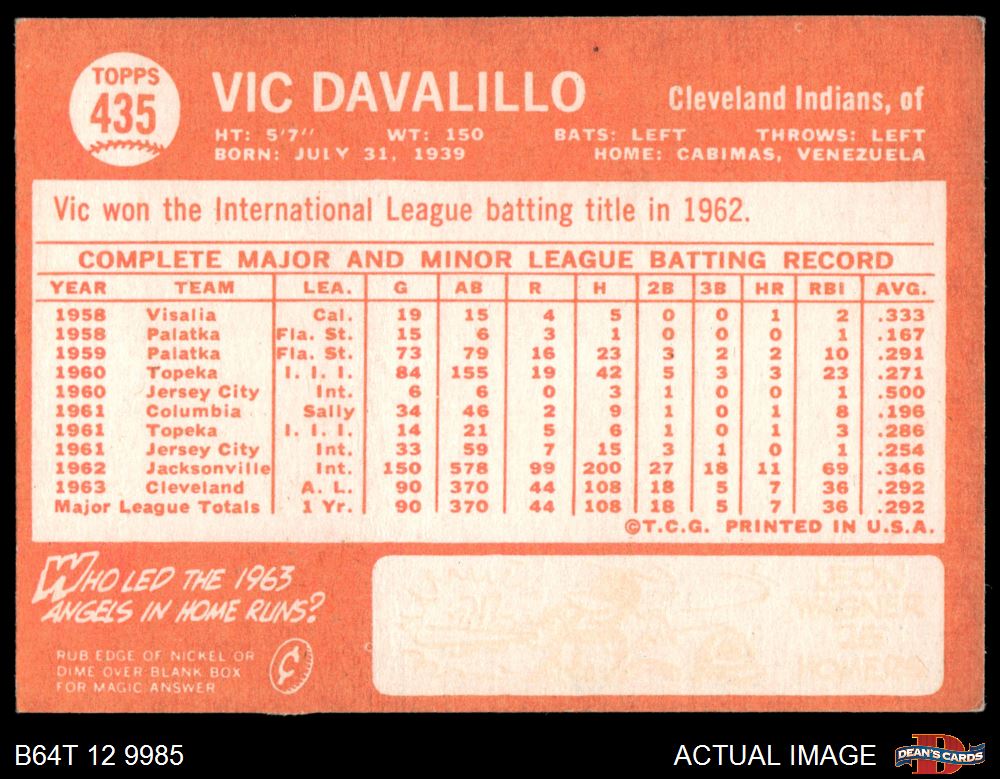 TOPPS
435
VIC DAVALILLO
Cleveland Indians, of
HT: 5'7" WT: 150 BATS: LEFT THROWS: LEFT
BORN: JULY 31, 1939 HOME: CABIMAS, VENEZUELA
Vic won the International League batting title in 1962.
COMPLETE MAJOR AND MINOR LEAGUE BATTING RECORD
YEAR TEAM LEA. G AB R H 2B 3B HR RBI AVG.
1958 Visalia Cal. 19 15 4 5 0 0 1 2 .333
1958 Palatka Fla. St. 15 6 3 1 0 0 0 1 .167
1959 Palatka Fla. St. 73 79 16 23 3 2 2 10 .291
1960 Topeka I. I. I. 84 155 19 42 5 3 3 23 .271
1960 Jersey City Int. 6 6 0 3 1 0 0 1 .500
1961 Columbia Sally 34 46 2 9 1 0 1 8 .196
1961 Topeka I. I. I. 14 21 5 6 1 0 1 3 .286
1961 Jersey City Int. 33 59 7 15 3 1 0 1 .254
1962 Jacksonville Int. 150 578 99 200 27 18 11 69 .346
1963 Cleveland A. L. 90 370 44 108 18 5 7 36 .292
Major League Totals 1 Yr. 90 370 44 108 18 5 7 36 .292
©T.C.G. PRINTED IN U.S.A.
WHO LED THE 1963
ANGELS IN HOME RUNS?
RUB EDGE OF NICKEL OR
DIME OVER BLANK BOX
FOR MAGIC ANSWER
B64T 12 9985
ACTUAL IMAGE
DEAN'S CARDS